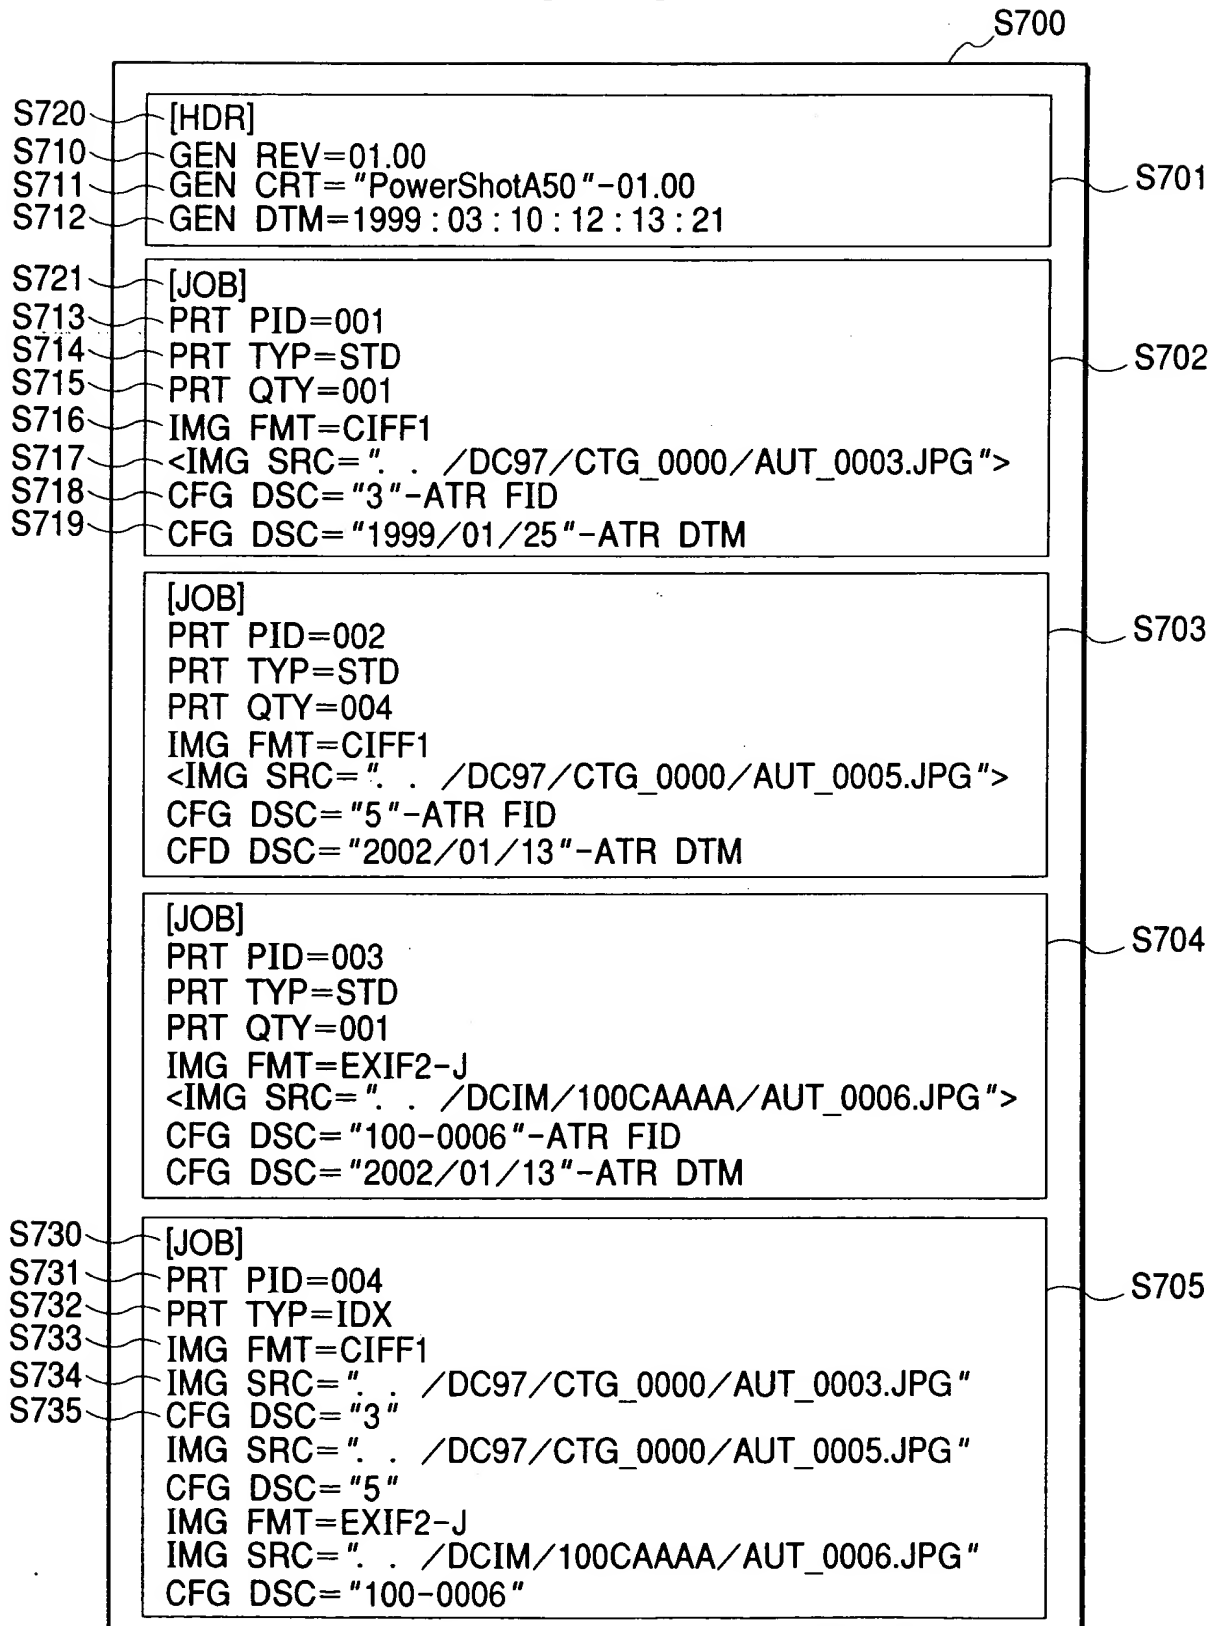 S700
S720 [HDR]
S710 GEN REV=01.00
S711 GEN CRT="PowerShotA50"-01.00 S701
S712 GEN DTM=1999:03:10:12:13:21
S721 [JOB]
S713 PRT PID=001
S714 PRT TYP=STD S702
S715 PRT QTY=001
S716 IMG FMT=CIFF1
S717 <IMG SRC=". . /DC97/CTG_0000/AUT_0003.JPG">
S718 CFG DSC="3"-ATR FID
S719 CFG DSC="1999/01/25"-ATR DTM
[JOB]
PRT PID=002 S703
PRT TYP=STD
PRT QTY=004
IMG FMT=CIFF1
<IMG SRC=". . /DC97/CTG_0000/AUT_0005.JPG">
CFG DSC="5"-ATR FID
CFD DSC="2002/01/13"-ATR DTM
[JOB] S704
PRT PID=003
PRT TYP=STD
PRT QTY=001
IMG FMT=EXIF2-J
<IMG SRC=". . /DCIM/100CAAAA/AUT_0006.JPG">
CFG DSC="100-0006"-ATR FID
CFG DSC="2002/01/13"-ATR DTM
S730 [JOB]
S731 PRT PID=004 S705
S732 PRT TYP=IDX
S733 IMG FMT=CIFF1
S734 IMG SRC=". . /DC97/CTG_0000/AUT_0003.JPG"
S735 CFG DSC="3"
IMG SRC=". . /DC97/CTG_0000/AUT_0005.JPG"
CFG DSC="5"
IMG FMT=EXIF2-J
IMG SRC=". . /DCIM/100CAAAA/AUT_0006.JPG"
CFG DSC="100-0006"